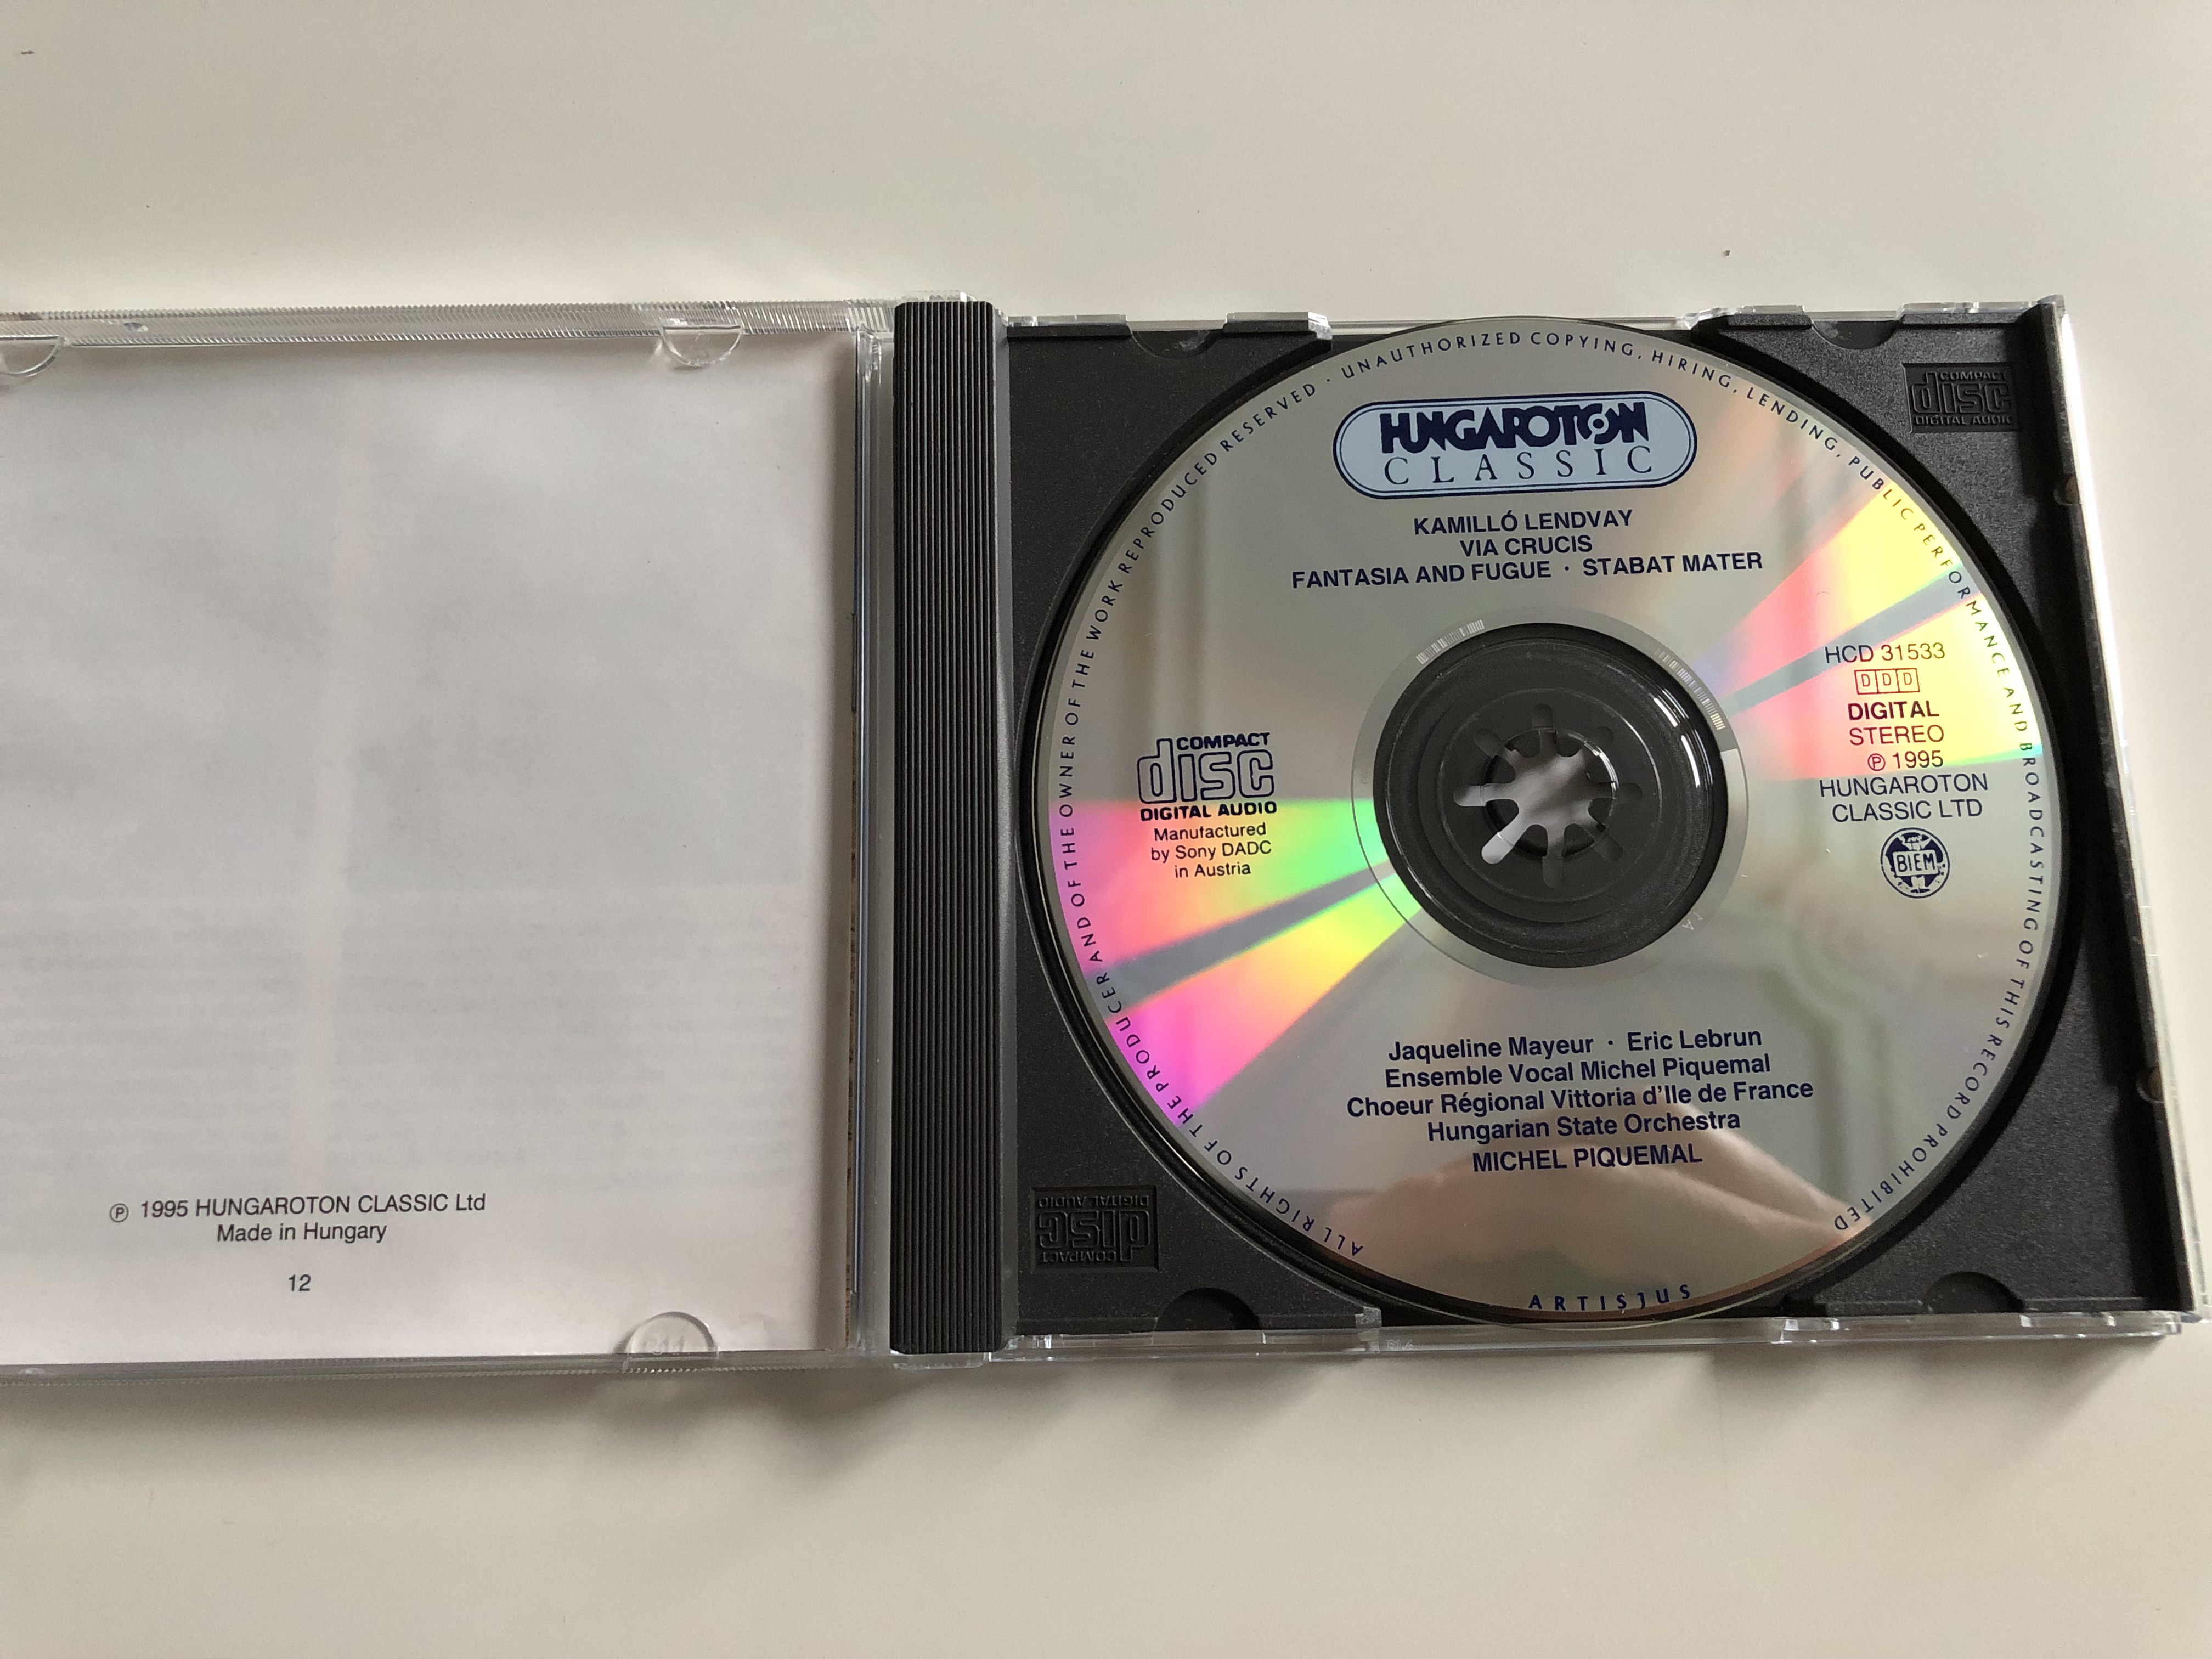 ℗ 1995 HUNGAROTON CLASSIC Ltd
Made in Hungary
12
ALL RIGHTS OF THE PRODUCER AND OF THE OWNER OF THE WORK REPRODUCED RESERVED · UNAUTHORIZED COPYING, HIRING, LENDING, PUBLIC PERFORMANCE AND BROADCASTING OF THIS RECORD PROHIBITED
HUNGAROTON
CLASSIC
KAMILLÓ LENDVAY
VIA CRUCIS
FANTASIA AND FUGUE · STABAT MATER
COMPACT
disc
DIGITAL AUDIO
Manufactured
by Sony DADC
in Austria
HCD 31533
DDD
DIGITAL
STEREO
℗ 1995
HUNGAROTON
CLASSIC LTD
BIEM
Jaqueline Mayeur · Eric Lebrun
Ensemble Vocal Michel Piquemal
Choeur Régional Vittoria d'Ile de France
Hungarian State Orchestra
MICHEL PIQUEMAL
ARTISJUS
COMPACT
disc
DIGITAL AUDIO
COMPACT
disc
DIGITAL AUDIO